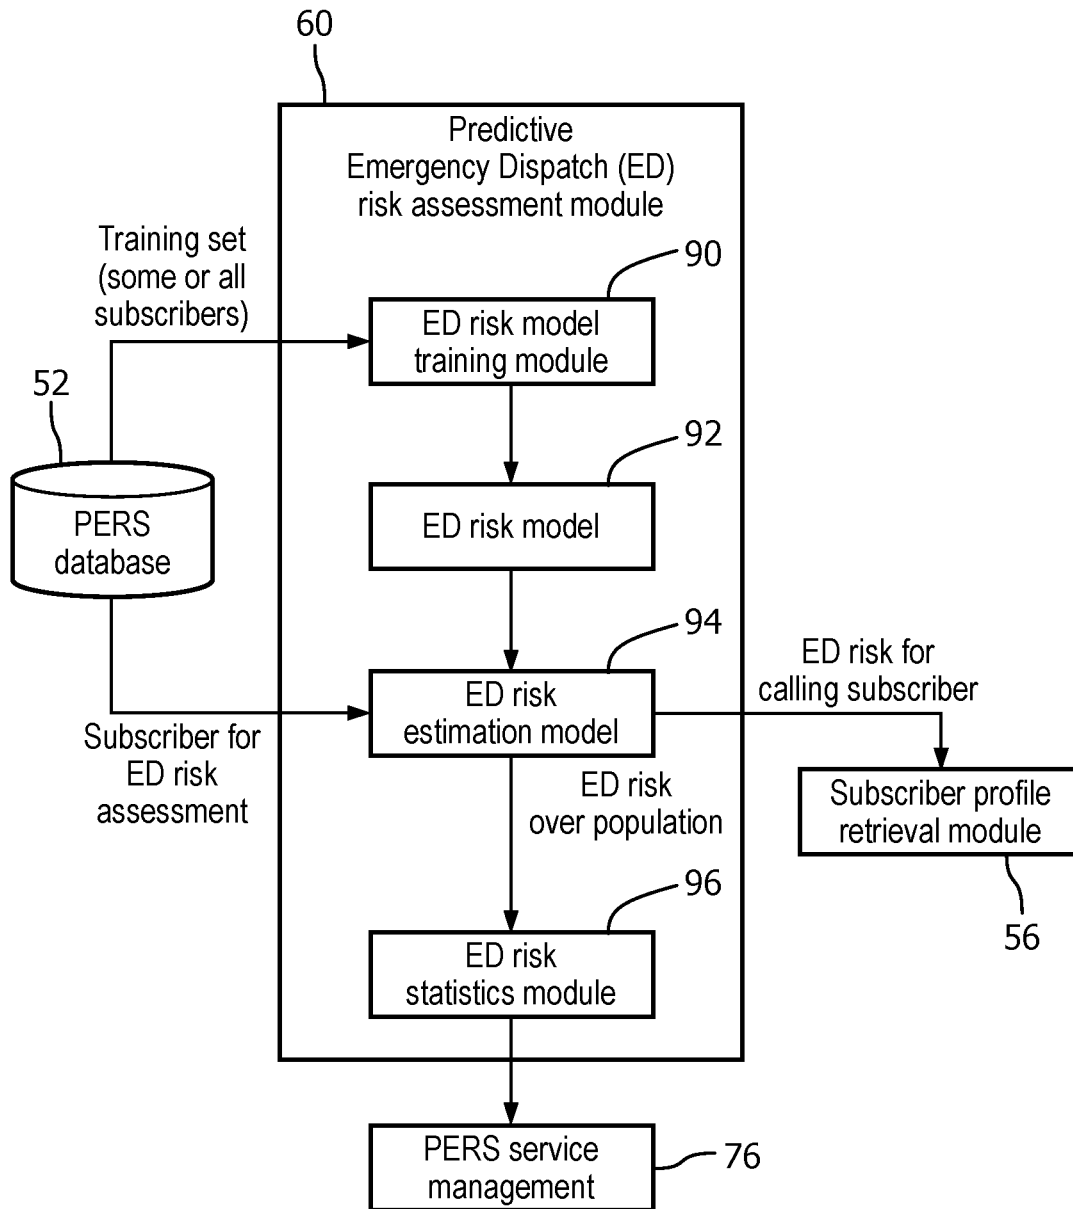 60
Predictive
Emergency Dispatch (ED)
risk assessment module
Training set
(some or all
subscribers)
90
ED risk model
training module
52
92
PERS
database
ED risk model
94
ED risk
estimation model
ED risk for
calling subscriber
Subscriber for
ED risk
assessment
ED risk
over population
Subscriber profile
retrieval module
96
56
ED risk
statistics module
PERS service
management
76